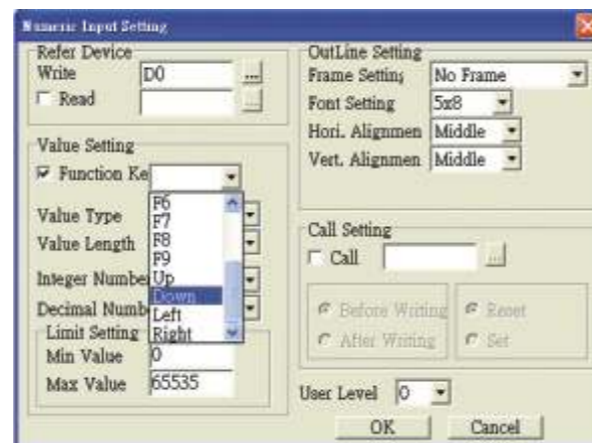 Numeric Input Setting
Refer Device
Write D0 ...
Read ...
Value Setting
Function Ke
F6
F7
F8
F9
Up
Down
Left
Right
Value Type
Value Length
Integer Numbe
Decimal Numb
Limit Setting
Min Value 0
Max Value 65535
OutLine Setting
Frame Setting No Frame
Font Setting 5x8
Hori. Alignmen Middle
Vert. Alignmen Middle
Call Setting
Call ...
Before Writing Reset
After Writing Set
User Level 0
OK Cancel